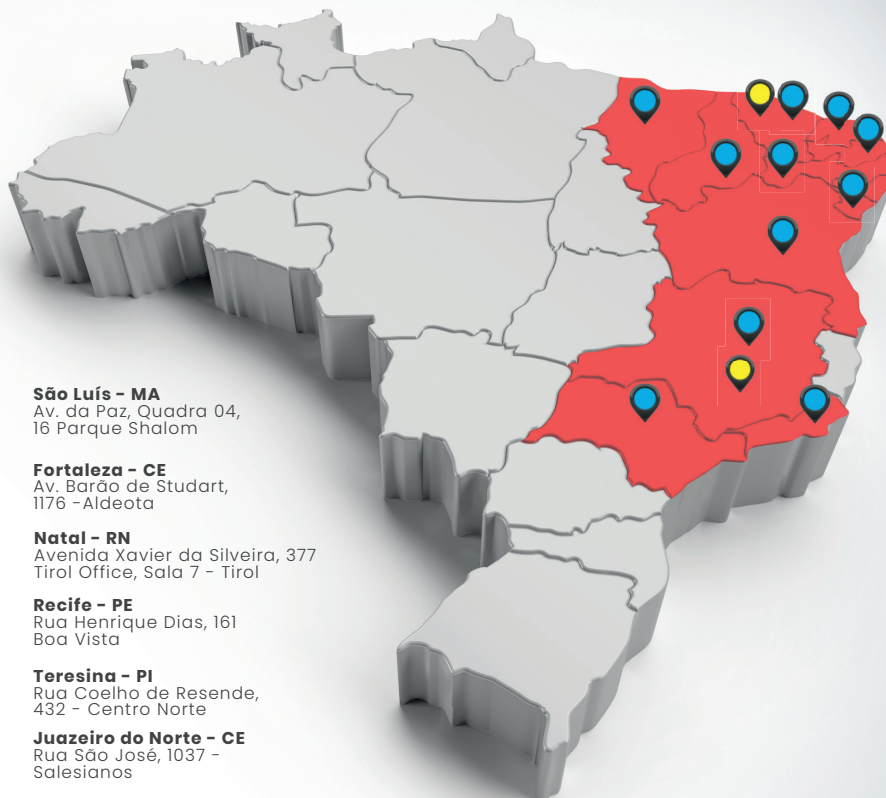 São Luís - MA
Av. da Paz, Quadra 04,
16 Parque Shalom
Fortaleza - CE
Av. Barão de Studart,
1176 -Aldeota
Natal - RN
Avenida Xavier da Silveira, 377
Tirol Office, Sala 7 - Tirol
Recife - PE
Rua Henrique Dias, 161
Boa Vista
Teresina - PI
Rua Coelho de Resende,
432 - Centro Norte
Juazeiro do Norte - CE
Rua São José, 1037 -
Salesianos